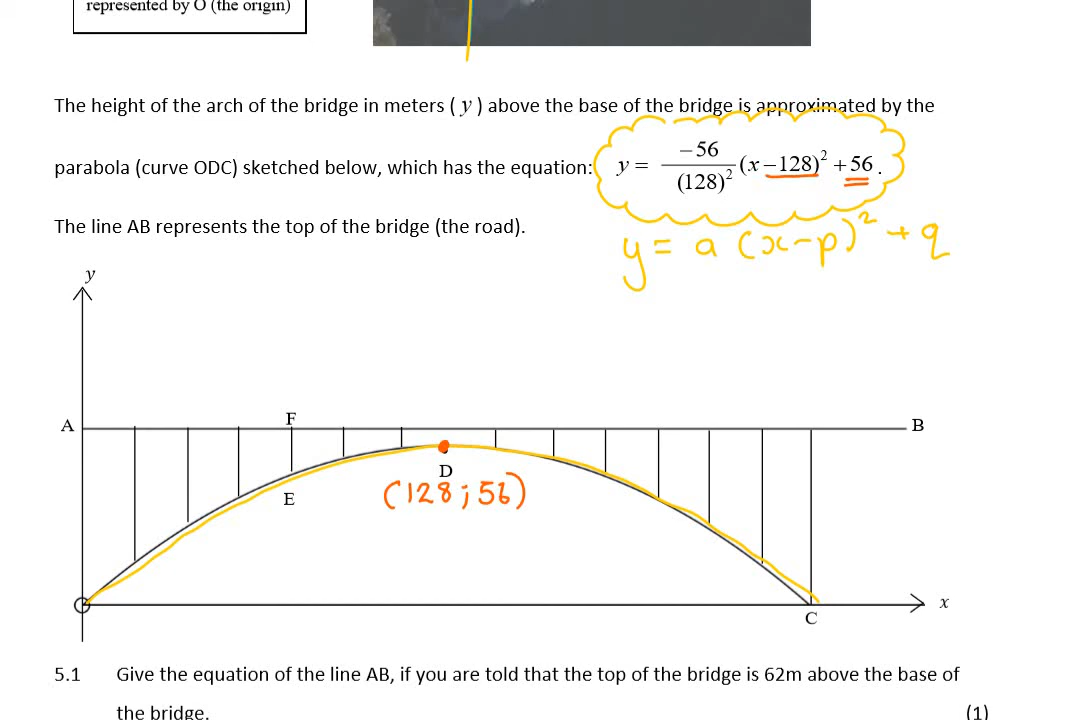 represented by O (the origin)
The height of the arch of the bridge in meters ( y ) above the base of the bridge is approximated by the
parabola (curve ODC) sketched below, which has the equation: y = -56/(128)² (x − 128)² + 56 .
The line AB represents the top of the bridge (the road).
y = a (x-p)² + q
y
A F B
D
E (128 ; 56)
x
C
5.1 Give the equation of the line AB, if you are told that the top of the bridge is 62m above the base of
the bridge. (1)